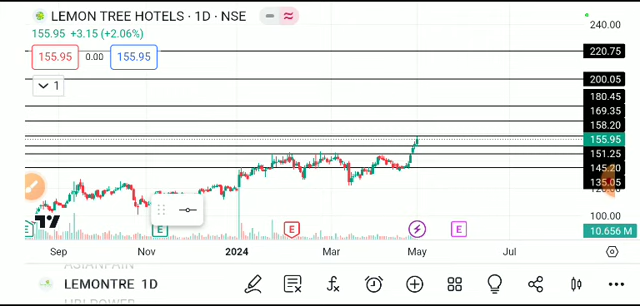 LEMON TREE HOTELS · 1D · NSE
155.95 +3.15 (+2.06%)
155.95 0.00 155.95
1
240.00
220.75
200.05
180.45
169.35
158.20
155.95
151.25
145.20
135.05
100.00
10.656 M
E E E E
Sep Nov 2024 Mar May Jul
ASIANPAIN
LEMONTRE 1D